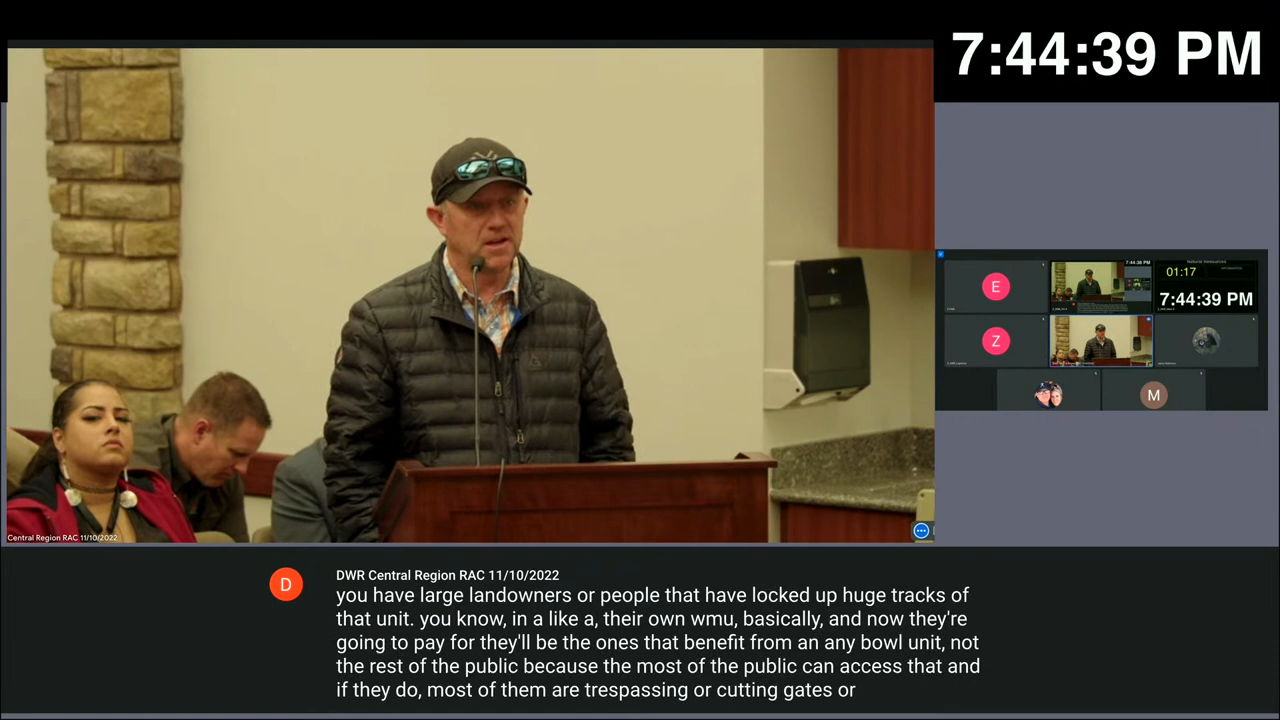 7:44:39 PM
E
7:44:38 PM
01:17
7:44:39 PM
Z
M
Central Region RAC 11/10/2022
D
DWR Central Region RAC 11/10/2022
you have large landowners or people that have locked up huge tracks of
that unit. you know, in a like a, their own wmu, basically, and now they're
going to pay for they'll be the ones that benefit from an any bowl unit, not
the rest of the public because the most of the public can access that and
if they do, most of them are trespassing or cutting gates or